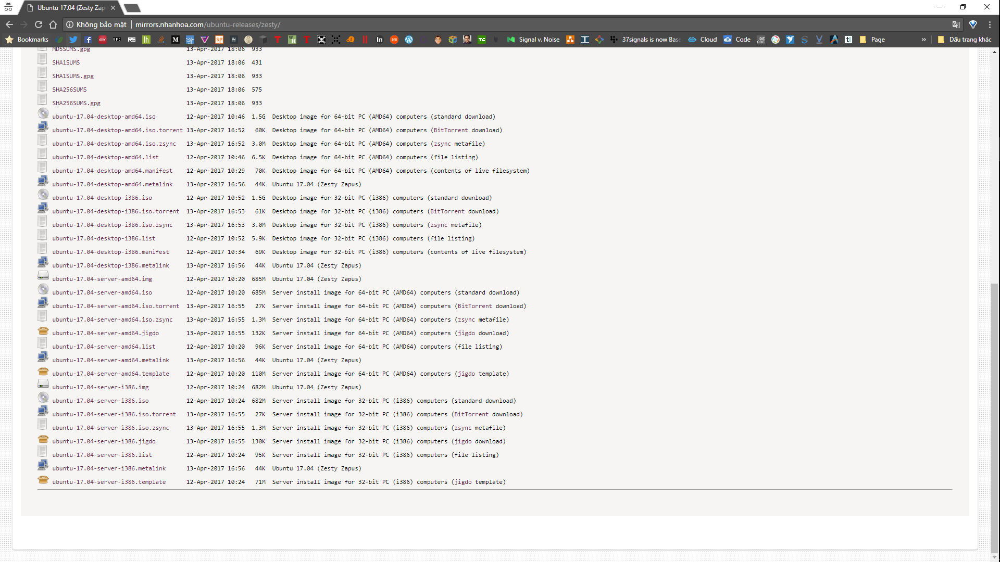 Ubuntu 17.04 (Zesty Zap
Không bảo mật mirrors.nhanhoa.com/ubuntu-releases/zesty/
Bookmarks GK BBC RS lh M SP H T in ars TC Signal v. Noise 37signals is now Base Cloud Code Page » Dấu trang khác
MD5SUMS.gpg 13-Apr-2017 18:06 933
SHA1SUMS 13-Apr-2017 18:06 431
SHA1SUMS.gpg 13-Apr-2017 18:06 933
SHA256SUMS 13-Apr-2017 18:06 575
SHA256SUMS.gpg 13-Apr-2017 18:06 933
ubuntu-17.04-desktop-amd64.iso 12-Apr-2017 10:46 1.5G Desktop image for 64-bit PC (AMD64) computers (standard download)
ubuntu-17.04-desktop-amd64.iso.torrent 13-Apr-2017 16:52 60K Desktop image for 64-bit PC (AMD64) computers (BitTorrent download)
ubuntu-17.04-desktop-amd64.iso.zsync 13-Apr-2017 16:52 3.0M Desktop image for 64-bit PC (AMD64) computers (zsync metafile)
ubuntu-17.04-desktop-amd64.list 12-Apr-2017 10:46 6.5K Desktop image for 64-bit PC (AMD64) computers (file listing)
ubuntu-17.04-desktop-amd64.manifest 12-Apr-2017 10:29 70K Desktop image for 64-bit PC (AMD64) computers (contents of live filesystem)
ubuntu-17.04-desktop-amd64.metalink 13-Apr-2017 16:56 44K Ubuntu 17.04 (Zesty Zapus)
ubuntu-17.04-desktop-i386.iso 12-Apr-2017 10:52 1.5G Desktop image for 32-bit PC (i386) computers (standard download)
ubuntu-17.04-desktop-i386.iso.torrent 13-Apr-2017 16:53 61K Desktop image for 32-bit PC (i386) computers (BitTorrent download)
ubuntu-17.04-desktop-i386.iso.zsync 13-Apr-2017 16:53 3.0M Desktop image for 32-bit PC (i386) computers (zsync metafile)
ubuntu-17.04-desktop-i386.list 12-Apr-2017 10:52 5.9K Desktop image for 32-bit PC (i386) computers (file listing)
ubuntu-17.04-desktop-i386.manifest 12-Apr-2017 10:34 69K Desktop image for 32-bit PC (i386) computers (contents of live filesystem)
ubuntu-17.04-desktop-i386.metalink 13-Apr-2017 16:56 44K Ubuntu 17.04 (Zesty Zapus)
ubuntu-17.04-server-amd64.img 12-Apr-2017 10:20 685M Ubuntu 17.04 (Zesty Zapus)
ubuntu-17.04-server-amd64.iso 12-Apr-2017 10:20 685M Server install image for 64-bit PC (AMD64) computers (standard download)
ubuntu-17.04-server-amd64.iso.torrent 13-Apr-2017 16:55 27K Server install image for 64-bit PC (AMD64) computers (BitTorrent download)
ubuntu-17.04-server-amd64.iso.zsync 13-Apr-2017 16:55 1.3M Server install image for 64-bit PC (AMD64) computers (zsync metafile)
ubuntu-17.04-server-amd64.jigdo 13-Apr-2017 16:55 132K Server install image for 64-bit PC (AMD64) computers (jigdo download)
ubuntu-17.04-server-amd64.list 12-Apr-2017 10:20 96K Server install image for 64-bit PC (AMD64) computers (file listing)
ubuntu-17.04-server-amd64.metalink 13-Apr-2017 16:56 44K Ubuntu 17.04 (Zesty Zapus)
ubuntu-17.04-server-amd64.template 12-Apr-2017 10:20 110M Server install image for 64-bit PC (AMD64) computers (jigdo template)
ubuntu-17.04-server-i386.img 12-Apr-2017 10:24 682M Ubuntu 17.04 (Zesty Zapus)
ubuntu-17.04-server-i386.iso 12-Apr-2017 10:24 682M Server install image for 32-bit PC (i386) computers (standard download)
ubuntu-17.04-server-i386.iso.torrent 13-Apr-2017 16:55 27K Server install image for 32-bit PC (i386) computers (BitTorrent download)
ubuntu-17.04-server-i386.iso.zsync 13-Apr-2017 16:55 1.3M Server install image for 32-bit PC (i386) computers (zsync metafile)
ubuntu-17.04-server-i386.jigdo 13-Apr-2017 16:55 130K Server install image for 32-bit PC (i386) computers (jigdo download)
ubuntu-17.04-server-i386.list 12-Apr-2017 10:24 95K Server install image for 32-bit PC (i386) computers (file listing)
ubuntu-17.04-server-i386.metalink 13-Apr-2017 16:56 44K Ubuntu 17.04 (Zesty Zapus)
ubuntu-17.04-server-i386.template 12-Apr-2017 10:24 71M Server install image for 32-bit PC (i386) computers (jigdo template)